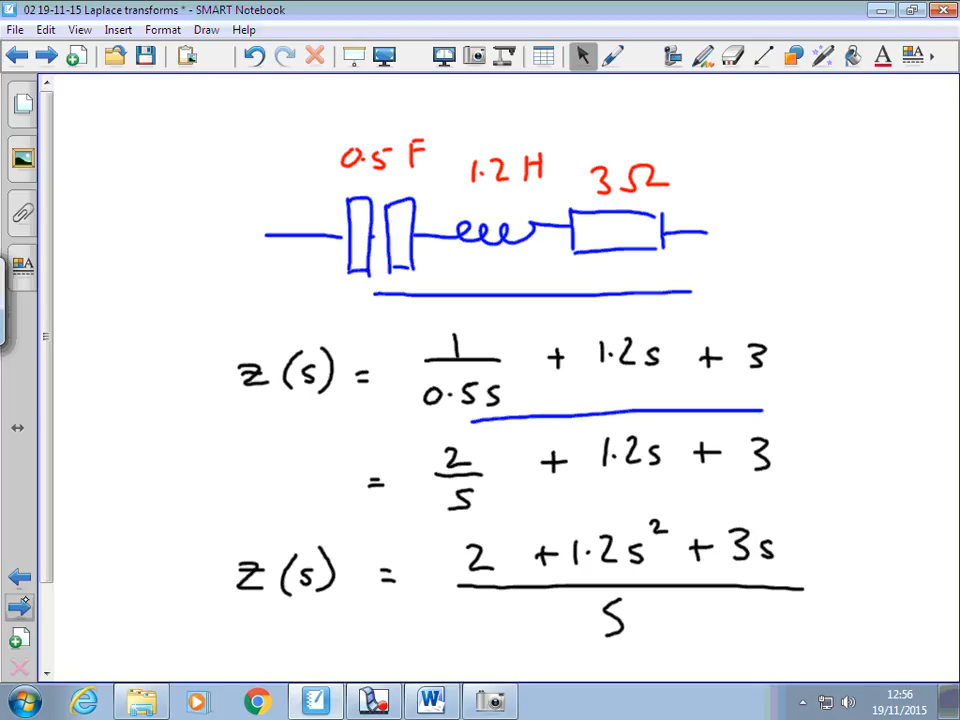 02 19-11-15 Laplace transforms * - SMART Notebook
File Edit View Insert Format Draw Help
0.5 F 1.2 H 3 Ω
z(s) = 1/0.5s + 1.2s + 3
= 2/s + 1.2s + 3
z(s) = 2 + 1.2s² + 3s / s
12:56
19/11/2015